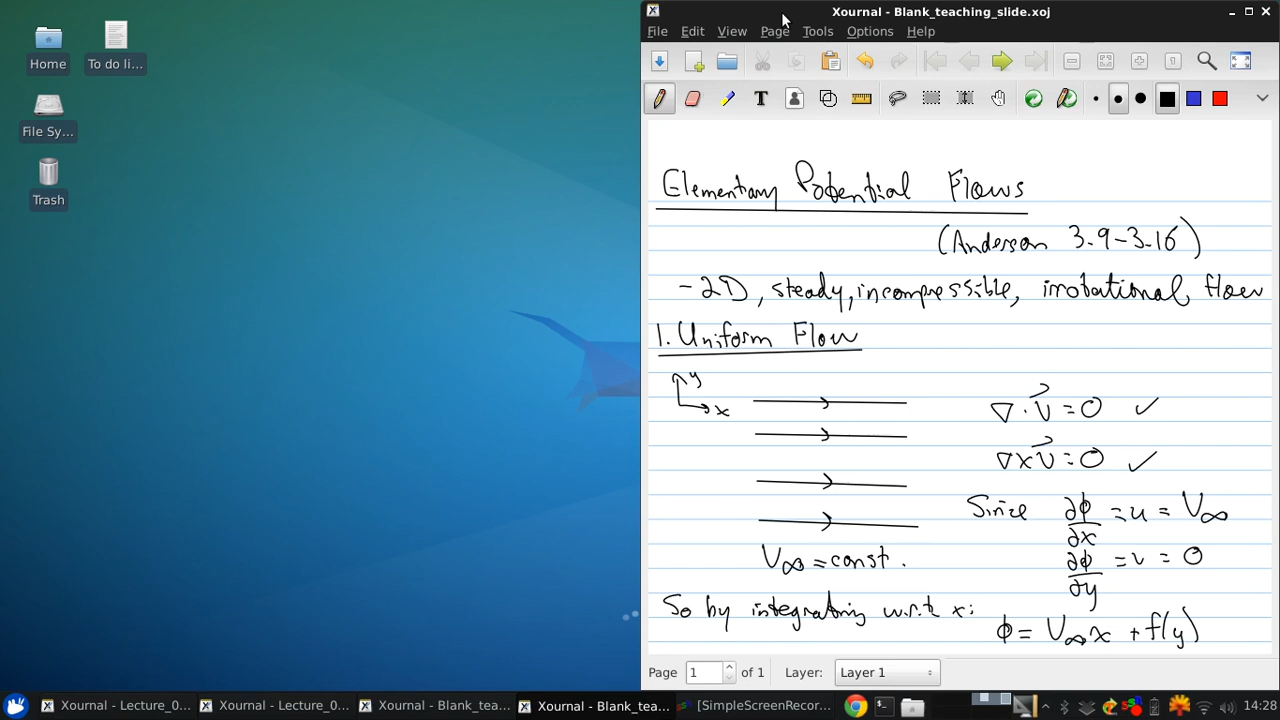 Xournal - Blank_teaching_slide.xoj
File Edit View Page Tools Options Help
Home
To do li...
File Sy...
Trash
T
Elementary Potential Flows
(Anderson 3.9-3.16)
- 2D, steady, incompressible, irrotational flow
1. Uniform Flow
y
x
∇·V⃗ = 0 ✓
∇×V⃗ = 0 ✓
Since ∂ϕ/∂x = u = V∞
∂ϕ/∂y = v = 0
V∞ = const.
So by integrating w.r.t x:
ϕ = V∞x + f(y)
Page 1 of 1 Layer: Layer 1
Xournal - Lecture_0...
Xournal - Lecture_0...
Xournal - Blank_tea...
Xournal - Blank_tea...
[SimpleScreenRecor...
14:28